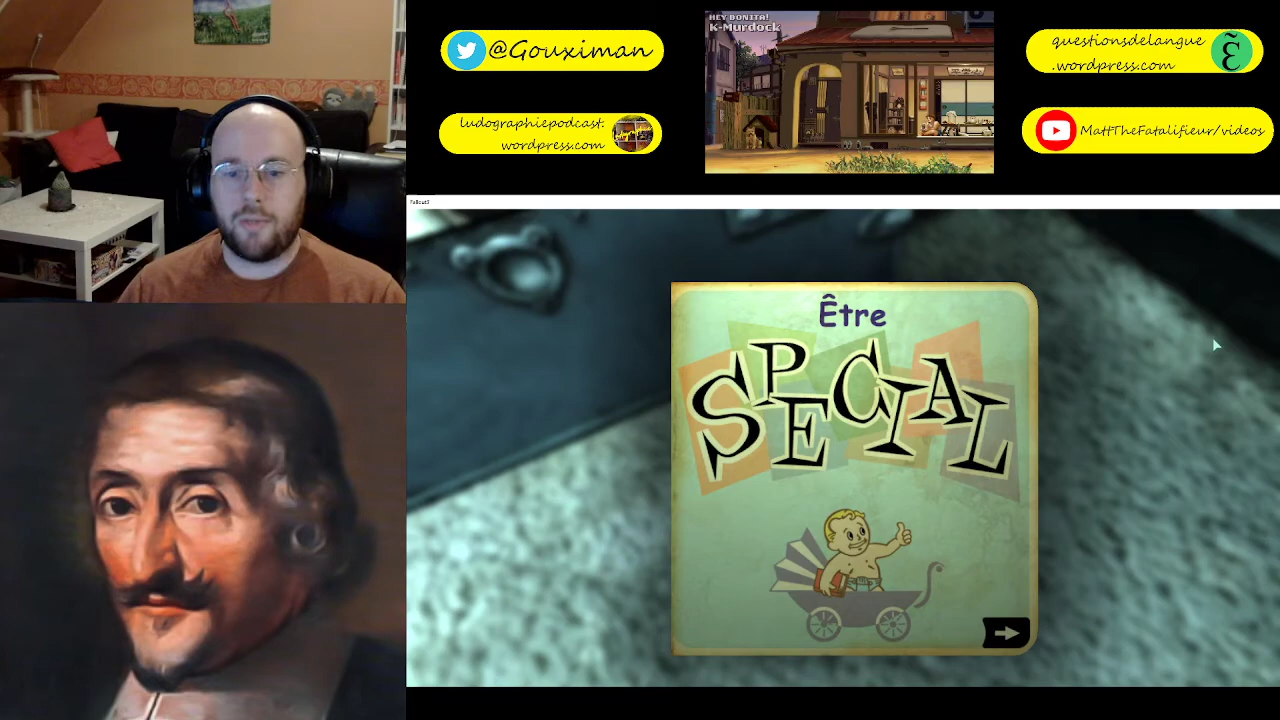 @Gouximan
ludographiepodcast.
wordpress.com
HEY BONITA!
K-Murdock
questionsdelangue
.wordpress.com
MattTheFatalifieur/videos
Fallout3
Être
SPECIAL